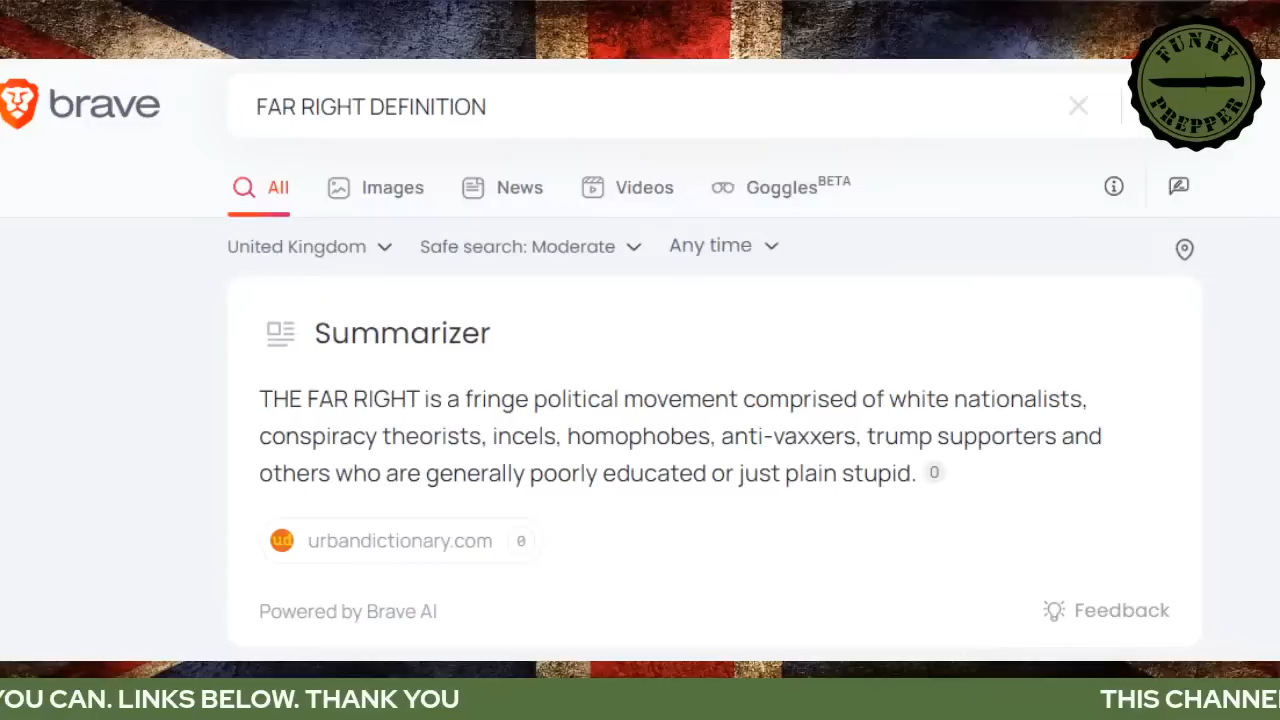 FUNKY
PREPPER
brave
FAR RIGHT DEFINITION
All
Images
News
Videos
Goggles BETA
United Kingdom
Safe search: Moderate
Any time
Summarizer
THE FAR RIGHT is a fringe political movement comprised of white nationalists,
conspiracy theorists, incels, homophobes, anti-vaxxers, trump supporters and
others who are generally poorly educated or just plain stupid. 0
ud urbandictionary.com 0
Powered by Brave AI
Feedback
YOU CAN. LINKS BELOW. THANK YOU
THIS CHANNE